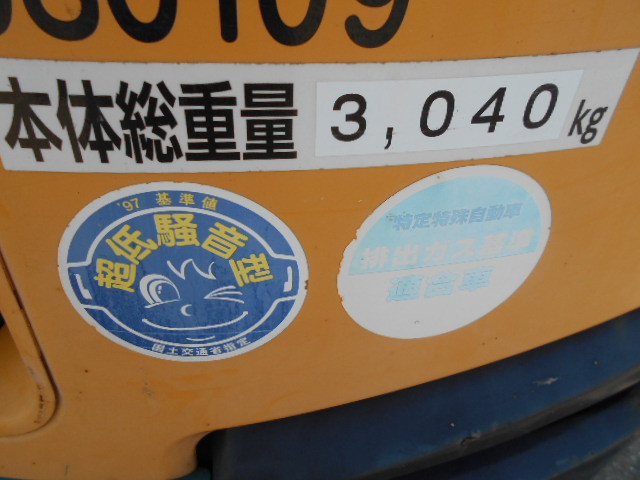 0109
本体総重量 3,040 kg
'97 基準値
超低騒音型
国土交通省指定
特定特殊自動車
排出ガス基準
適合車